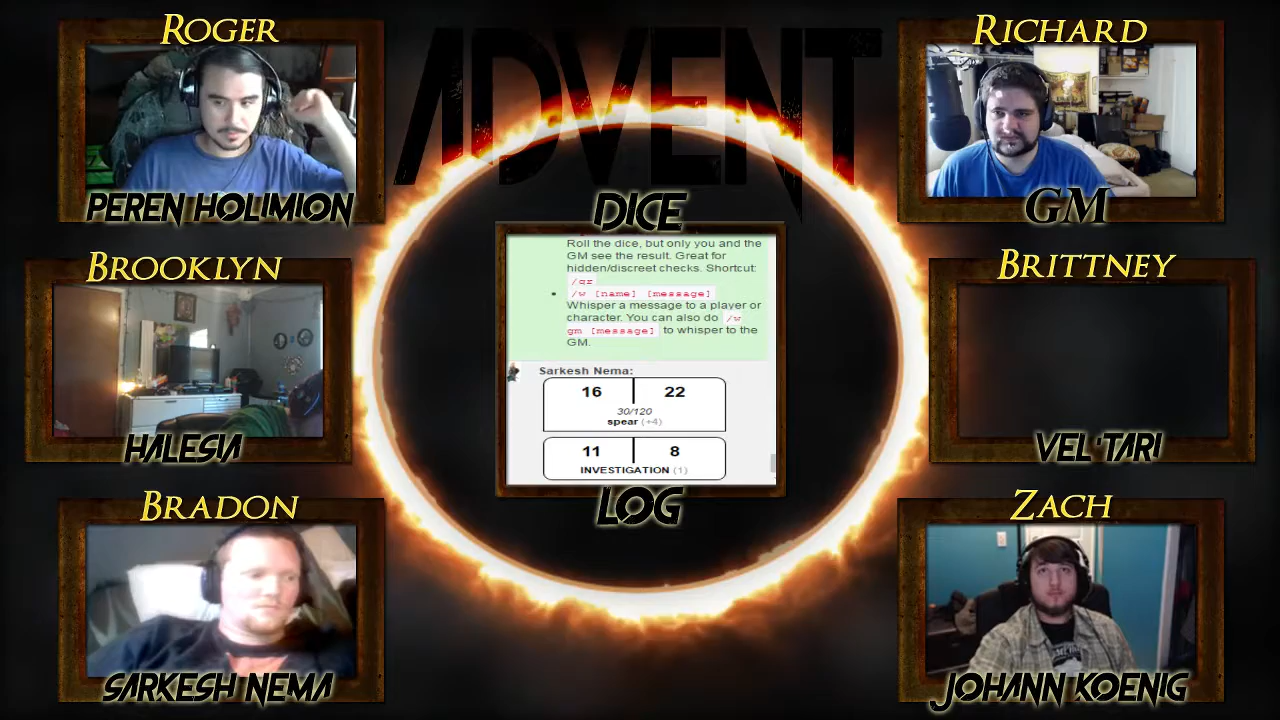 ADVENT
ROGER
PEREN HOLIMION
RICHARD
GM
BROOKLYN
HALESIA
BRITTNEY
VEL'TARI
BRADON
SARKESH NEMA
ZACH
JOHANN KOENIG
DICE
Roll the dice, but only you and the
GM see the result. Great for
hidden/discreet checks. Shortcut:
/qr
• /w [name] [message]
Whisper a message to a player or
character. You can also do /w
gm [message] to whisper to the
GM.
Sarkesh Nema:
16 22
30/120
spear (+4)
11 8
INVESTIGATION (1)
LOG